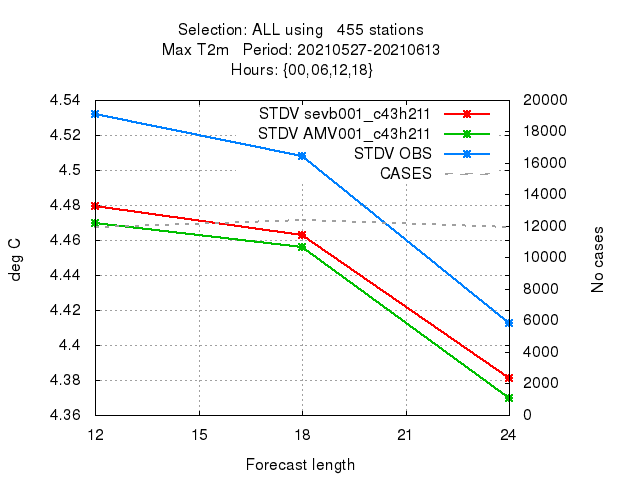 Selection: ALL using   455 stations
Max T2m   Period: 20210527-20210613
Hours: {00,06,12,18}
STDV sevb001_c43h211
STDV AMV001_c43h211
STDV OBS
CASES
4.54
4.52
4.5
4.48
4.46
4.44
4.42
4.4
4.38
4.36
deg C
20000
18000
16000
14000
12000
10000
8000
6000
4000
2000
0
No cases
12 15 18 21 24
Forecast length